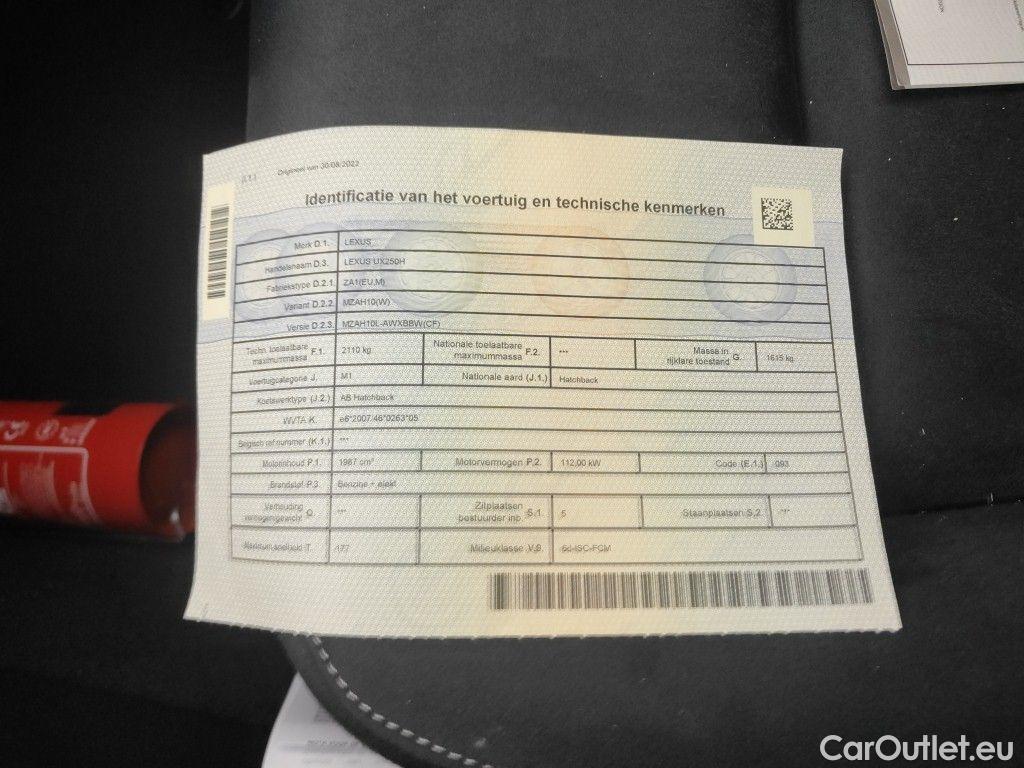 (I.1.)
Origineel van 30/08/2022
Identificatie van het voertuig en technische kenmerken
Merk D.1. LEXUS
Handelsnaam D.3. LEXUS UX250H
Fabriekstype D.2.1. ZA1(EU,M)
Variant D.2.2. MZAH10(W)
Versie D.2.3. MZAH10L-AWXBBW(CF)
Techn. toelaatbare maximummassa F.1. 2110 kg Nationale toelaatbare maximummassa F.2. *** Massa in rijklare toestand G. 1615 kg
Voertuigcategorie J. M1 Nationale aard (J.1.) Hatchback
Koetswerktype (J.2.) AB Hatchback
WVTA K. e6*2007/46*0263*05
Belgisch ref nummer (K.1.) ***
Motorinhoud P.1. 1987 cm³ Motorvermogen P.2. 112,00 kW Code (E.1.) 093
Brandstof P.3. Benzine + elekt
Verhouding vermogen/gewicht Q. *** Zitplaatsen bestuurder inb. S.1. 5 Staanplaatsen S.2. ***
Maximum snelheid T. 177 Milieuklasse V.9. 6d-ISC-FCM
CarOutlet.eu